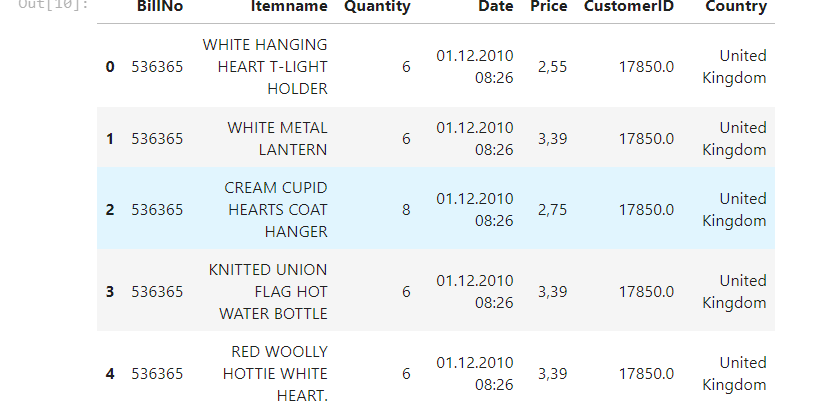 Out[10]:
BillNo Itemname Quantity Date Price CustomerID Country
WHITE HANGING
HEART T-LIGHT
HOLDER
0 536365 6 01.12.2010
08:26 2,55 17850.0 United
Kingdom
WHITE METAL
LANTERN
1 536365 6 01.12.2010
08:26 3,39 17850.0 United
Kingdom
CREAM CUPID
HEARTS COAT
HANGER
2 536365 8 01.12.2010
08:26 2,75 17850.0 United
Kingdom
KNITTED UNION
FLAG HOT
WATER BOTTLE
3 536365 6 01.12.2010
08:26 3,39 17850.0 United
Kingdom
RED WOOLLY
HOTTIE WHITE
HEART.
4 536365 6 01.12.2010
08:26 3,39 17850.0 United
Kingdom